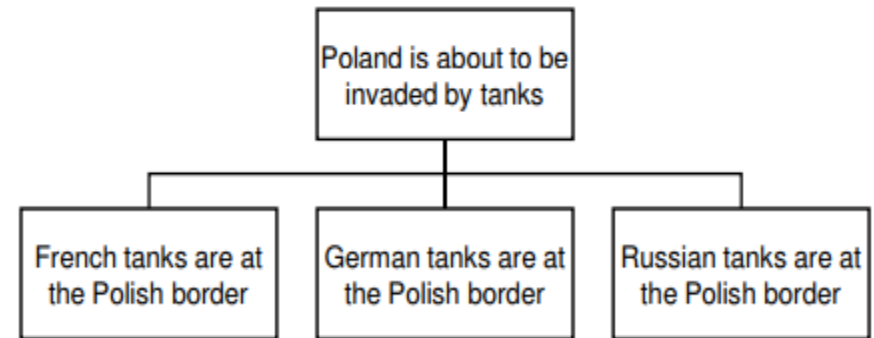 Poland is about to be
invaded by tanks
French tanks are at
the Polish border
German tanks are at
the Polish border
Russian tanks are at
the Polish border